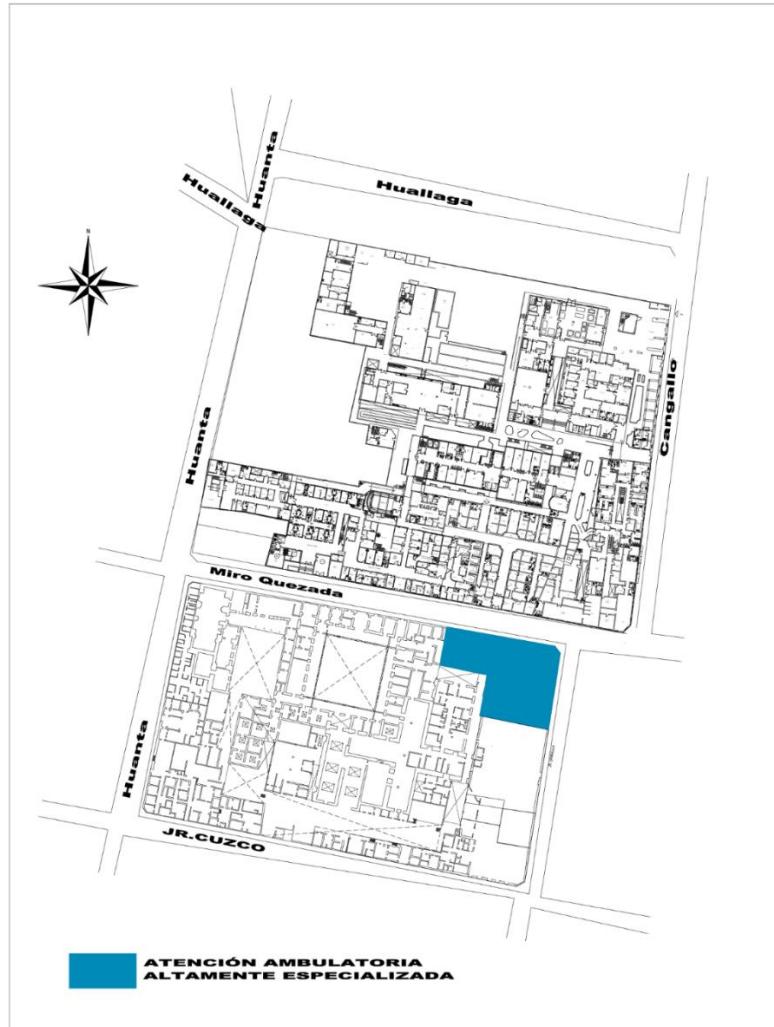 Huanta
Huallaga
Huallaga
N
Huanta
Cangallo
Miro Quezada
Huanta
JR.CUZCO
ATENCIÓN AMBULATORIA
ALTAMENTE ESPECIALIZADA